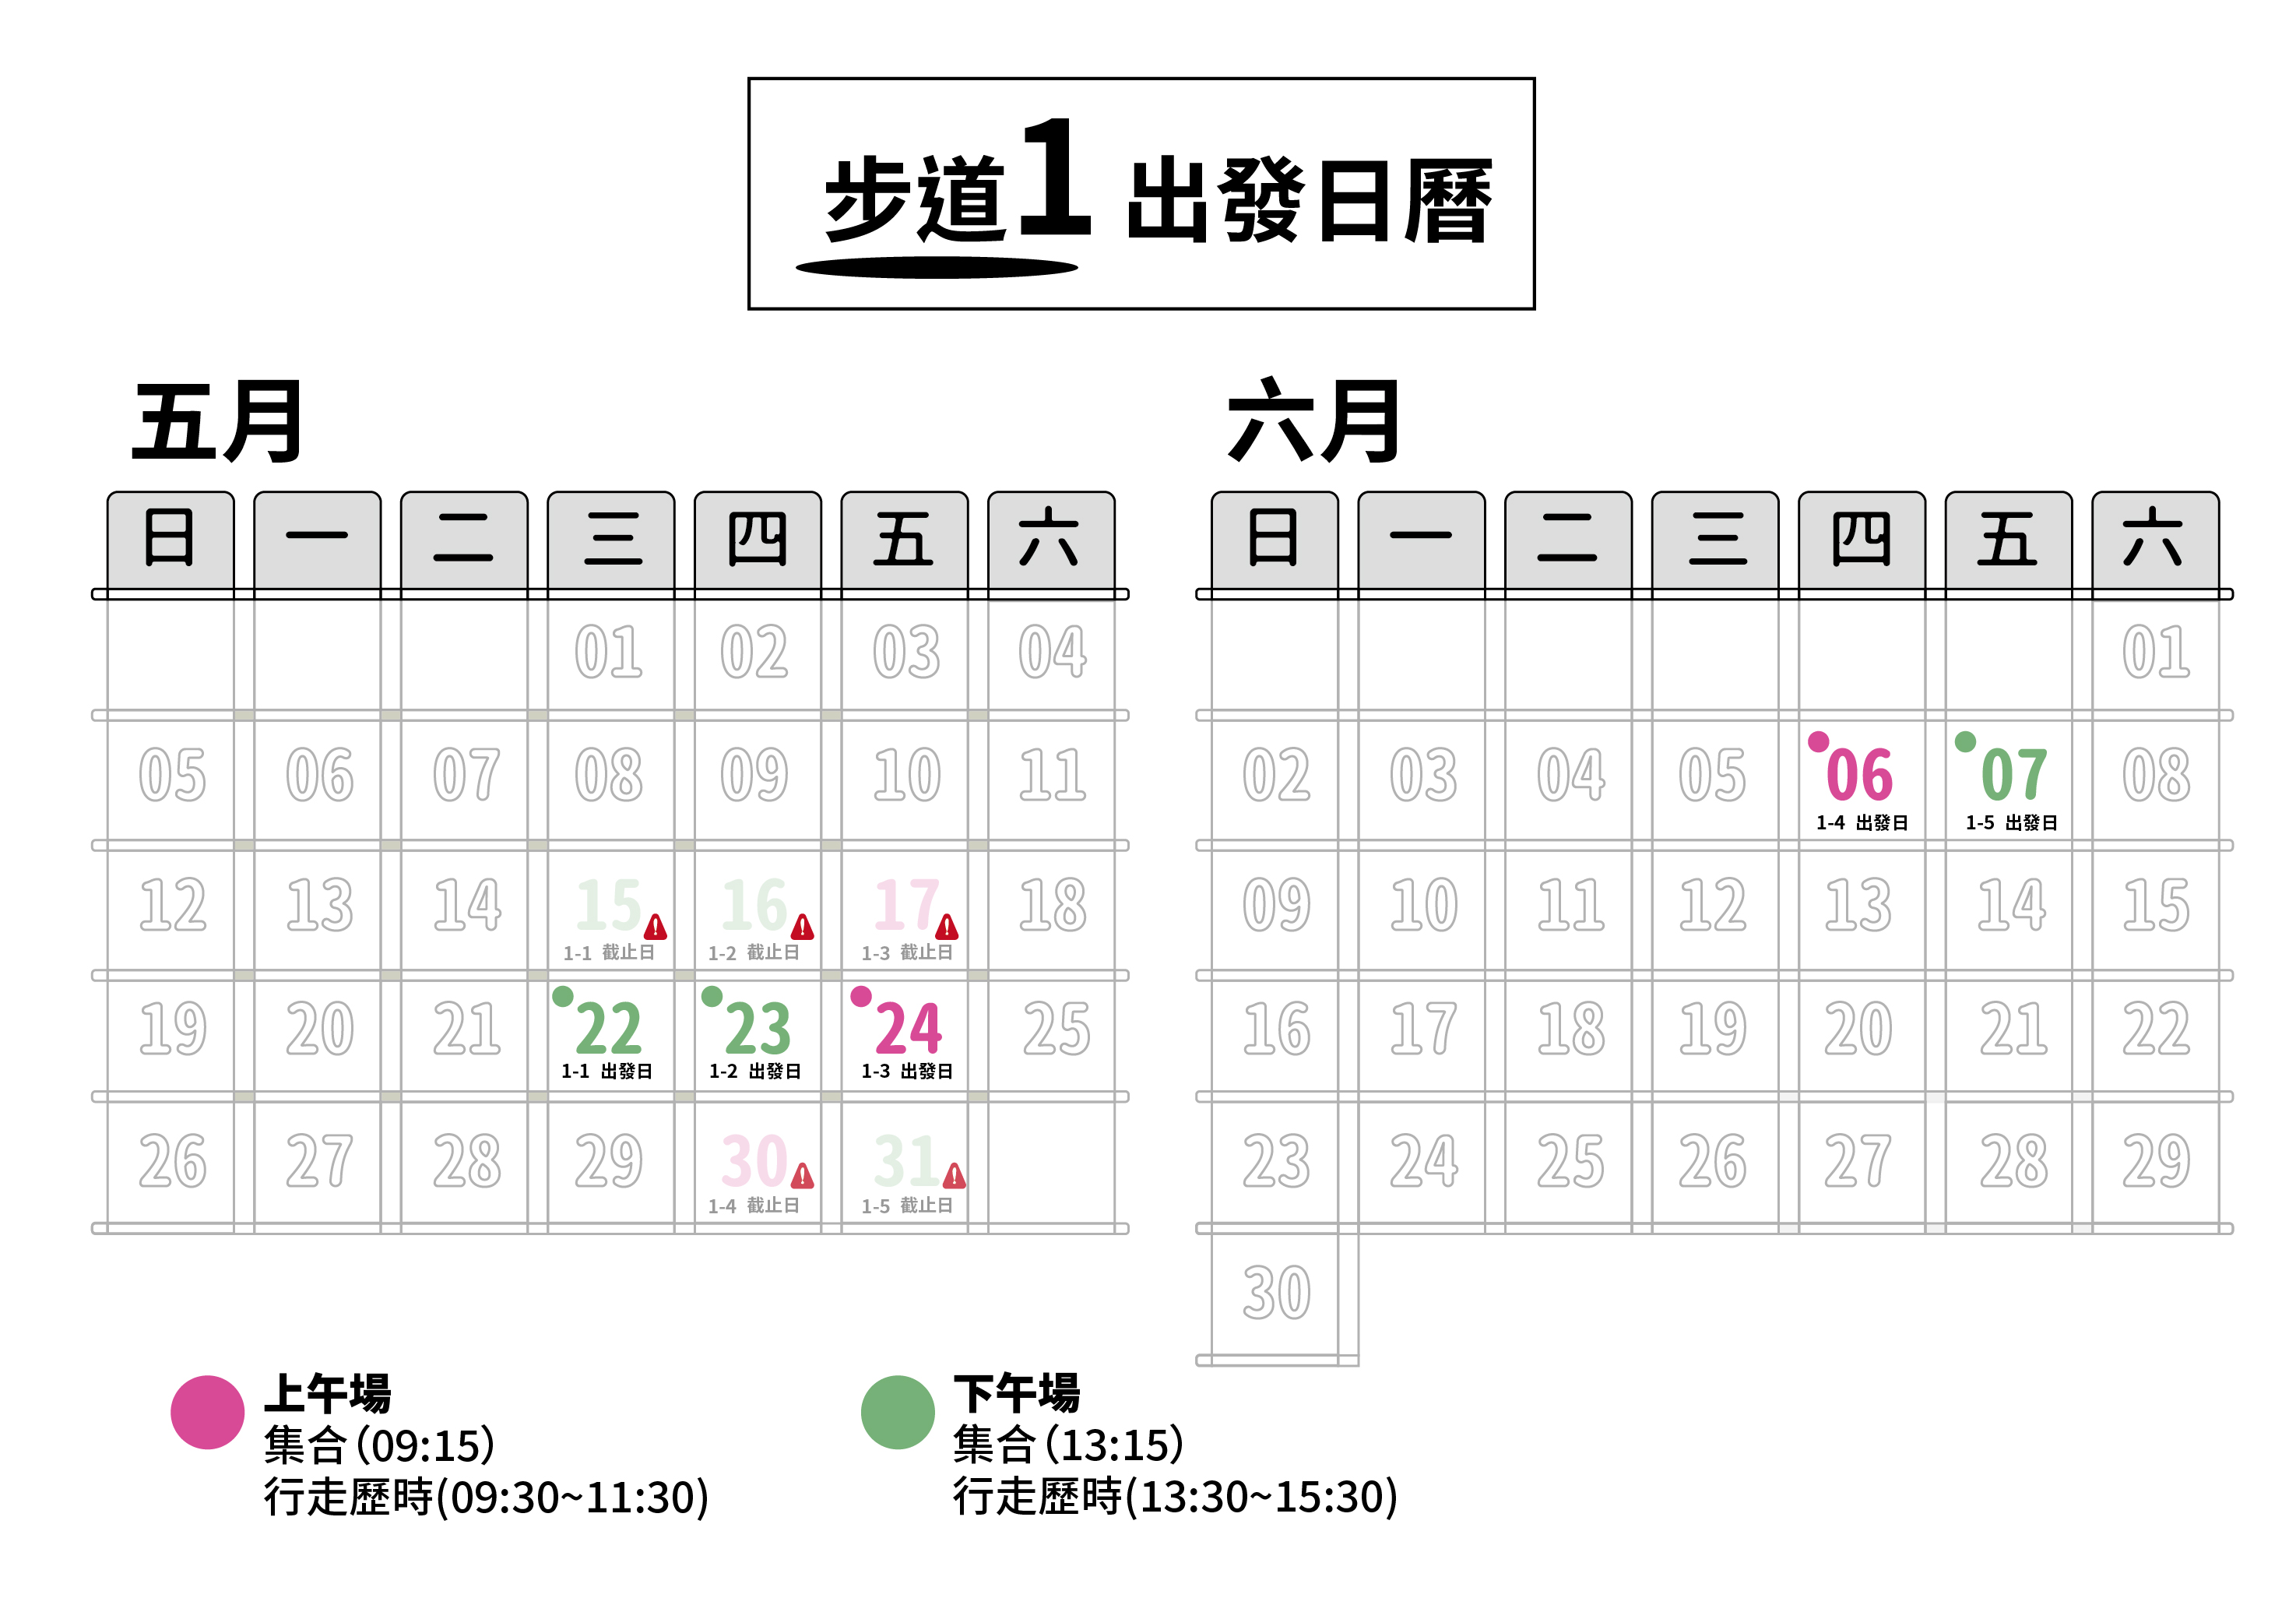 步道1 出發日曆
五月
日 一 二 三 四 五 六
01 02 03 04
05 06 07 08 09 10 11
12 13 14 15 16 17 18
1-1 截止日 1-2 截止日 1-3 截止日
19 20 21 22 23 24 25
1-1 出發日 1-2 出發日 1-3 出發日
26 27 28 29 30 31
1-4 截止日 1-5 截止日
六月
日 一 二 三 四 五 六
01
02 03 04 05 06 07 08
1-4 出發日 1-5 出發日
09 10 11 12 13 14 15
16 17 18 19 20 21 22
23 24 25 26 27 28 29
30
上午場
集合（09:15）
行走歷時(09:30~11:30)
下午場
集合（13:15）
行走歷時(13:30~15:30)